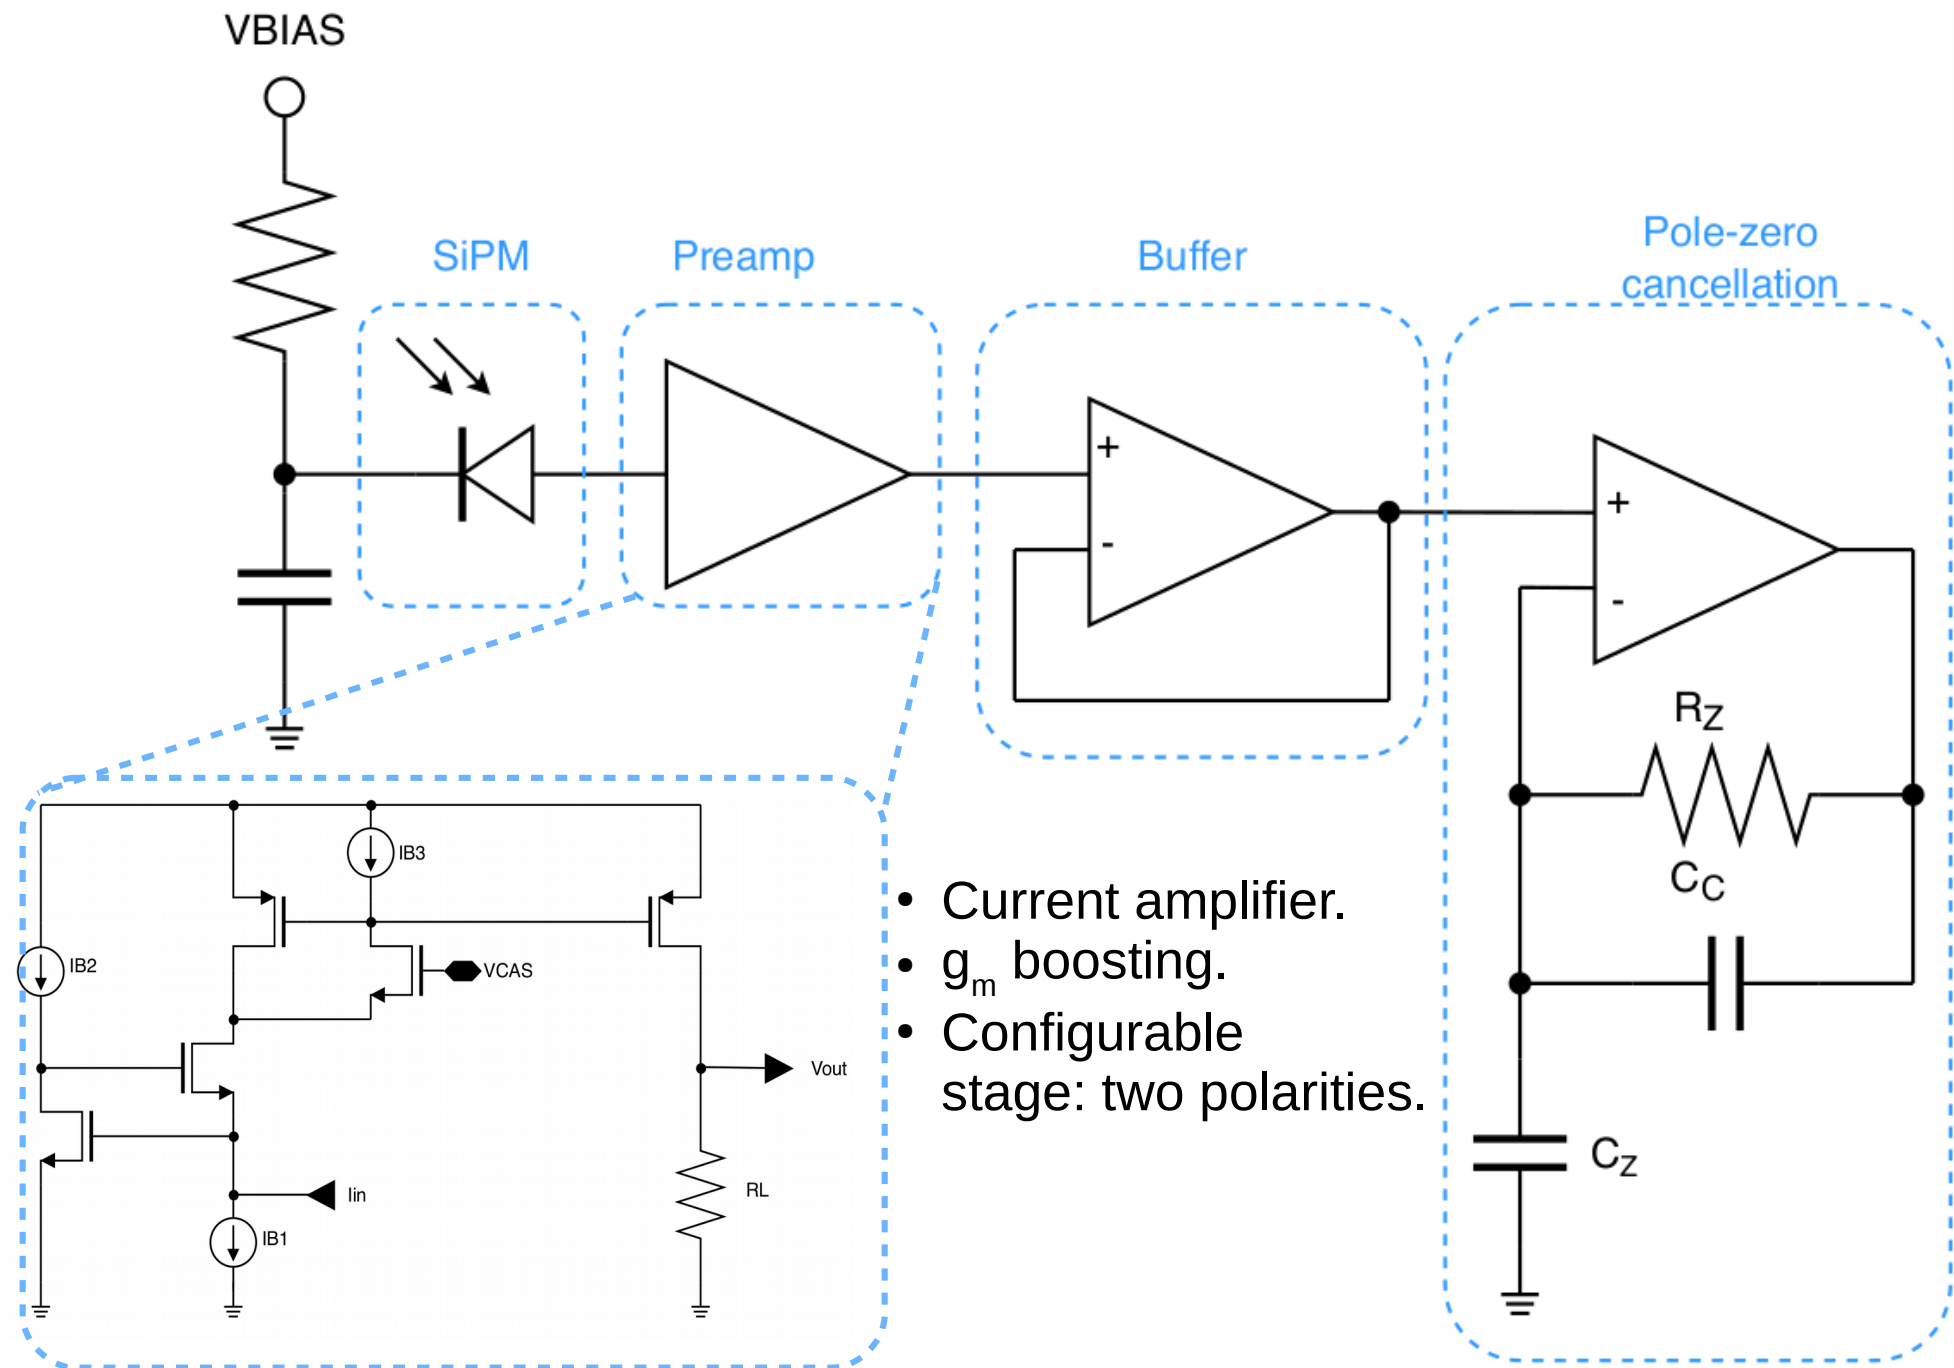 VBIAS
SiPM
Preamp
Buffer
Pole-zero
cancellation
+
-
+
-
RZ
CC
CZ
IB3
IB2
VCAS
Vout
Iin
RL
IB1
• Current amplifier.
• gm boosting.
• Configurable
stage: two polarities.